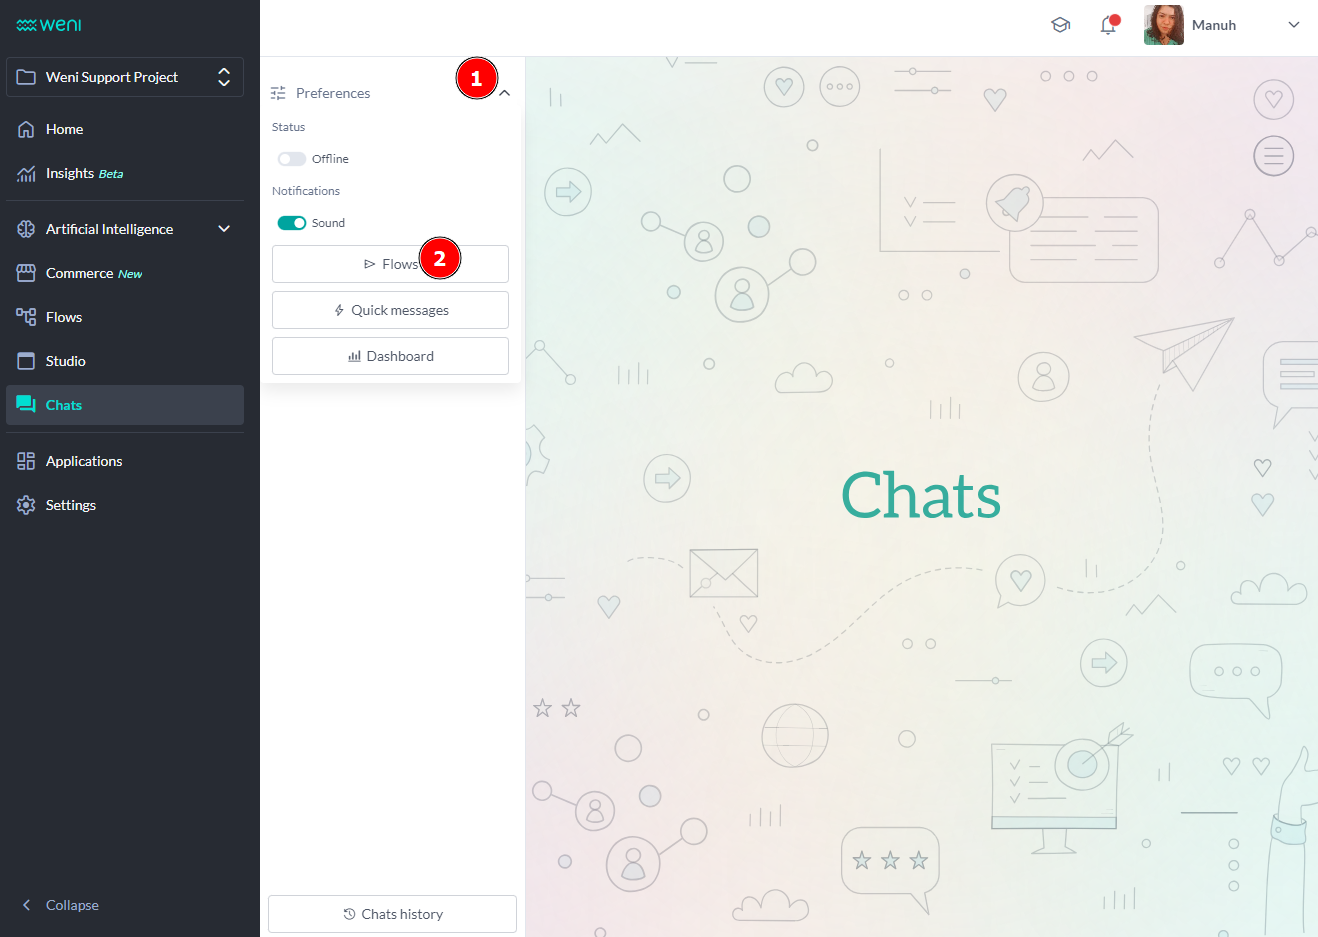 weni
Manuh
Weni Support Project
Home
Insights Beta
Artificial Intelligence
Commerce New
Flows
Studio
Chats
Applications
Settings
Collapse
1
Preferences
Status
Offline
Notifications
Sound
Flows
2
Quick messages
Dashboard
Chats history
Chats